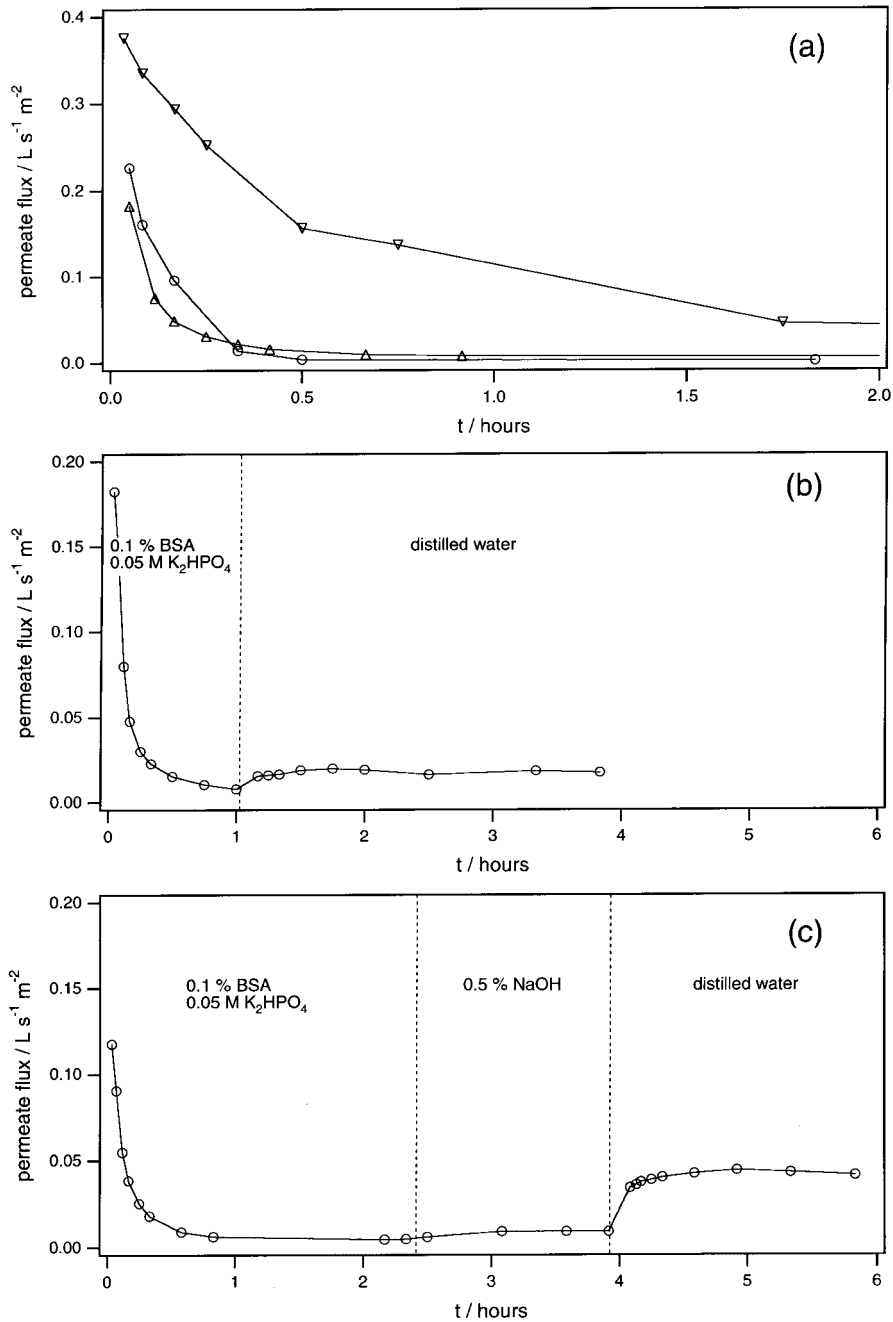 (a)
permeate flux / L s⁻¹ m⁻²
0.4
0.3
0.2
0.1
0.0
0.0 0.5 1.0 1.5 2.0
t / hours
(b)
permeate flux / L s⁻¹ m⁻²
0.20
0.15
0.10
0.05
0.00
0.1 % BSA
0.05 M K₂HPO₄
distilled water
0 1 2 3 4 5 6
t / hours
(c)
permeate flux / L s⁻¹ m⁻²
0.20
0.15
0.10
0.05
0.00
0.1 % BSA
0.05 M K₂HPO₄
0.5 % NaOH
distilled water
0 1 2 3 4 5 6
t / hours